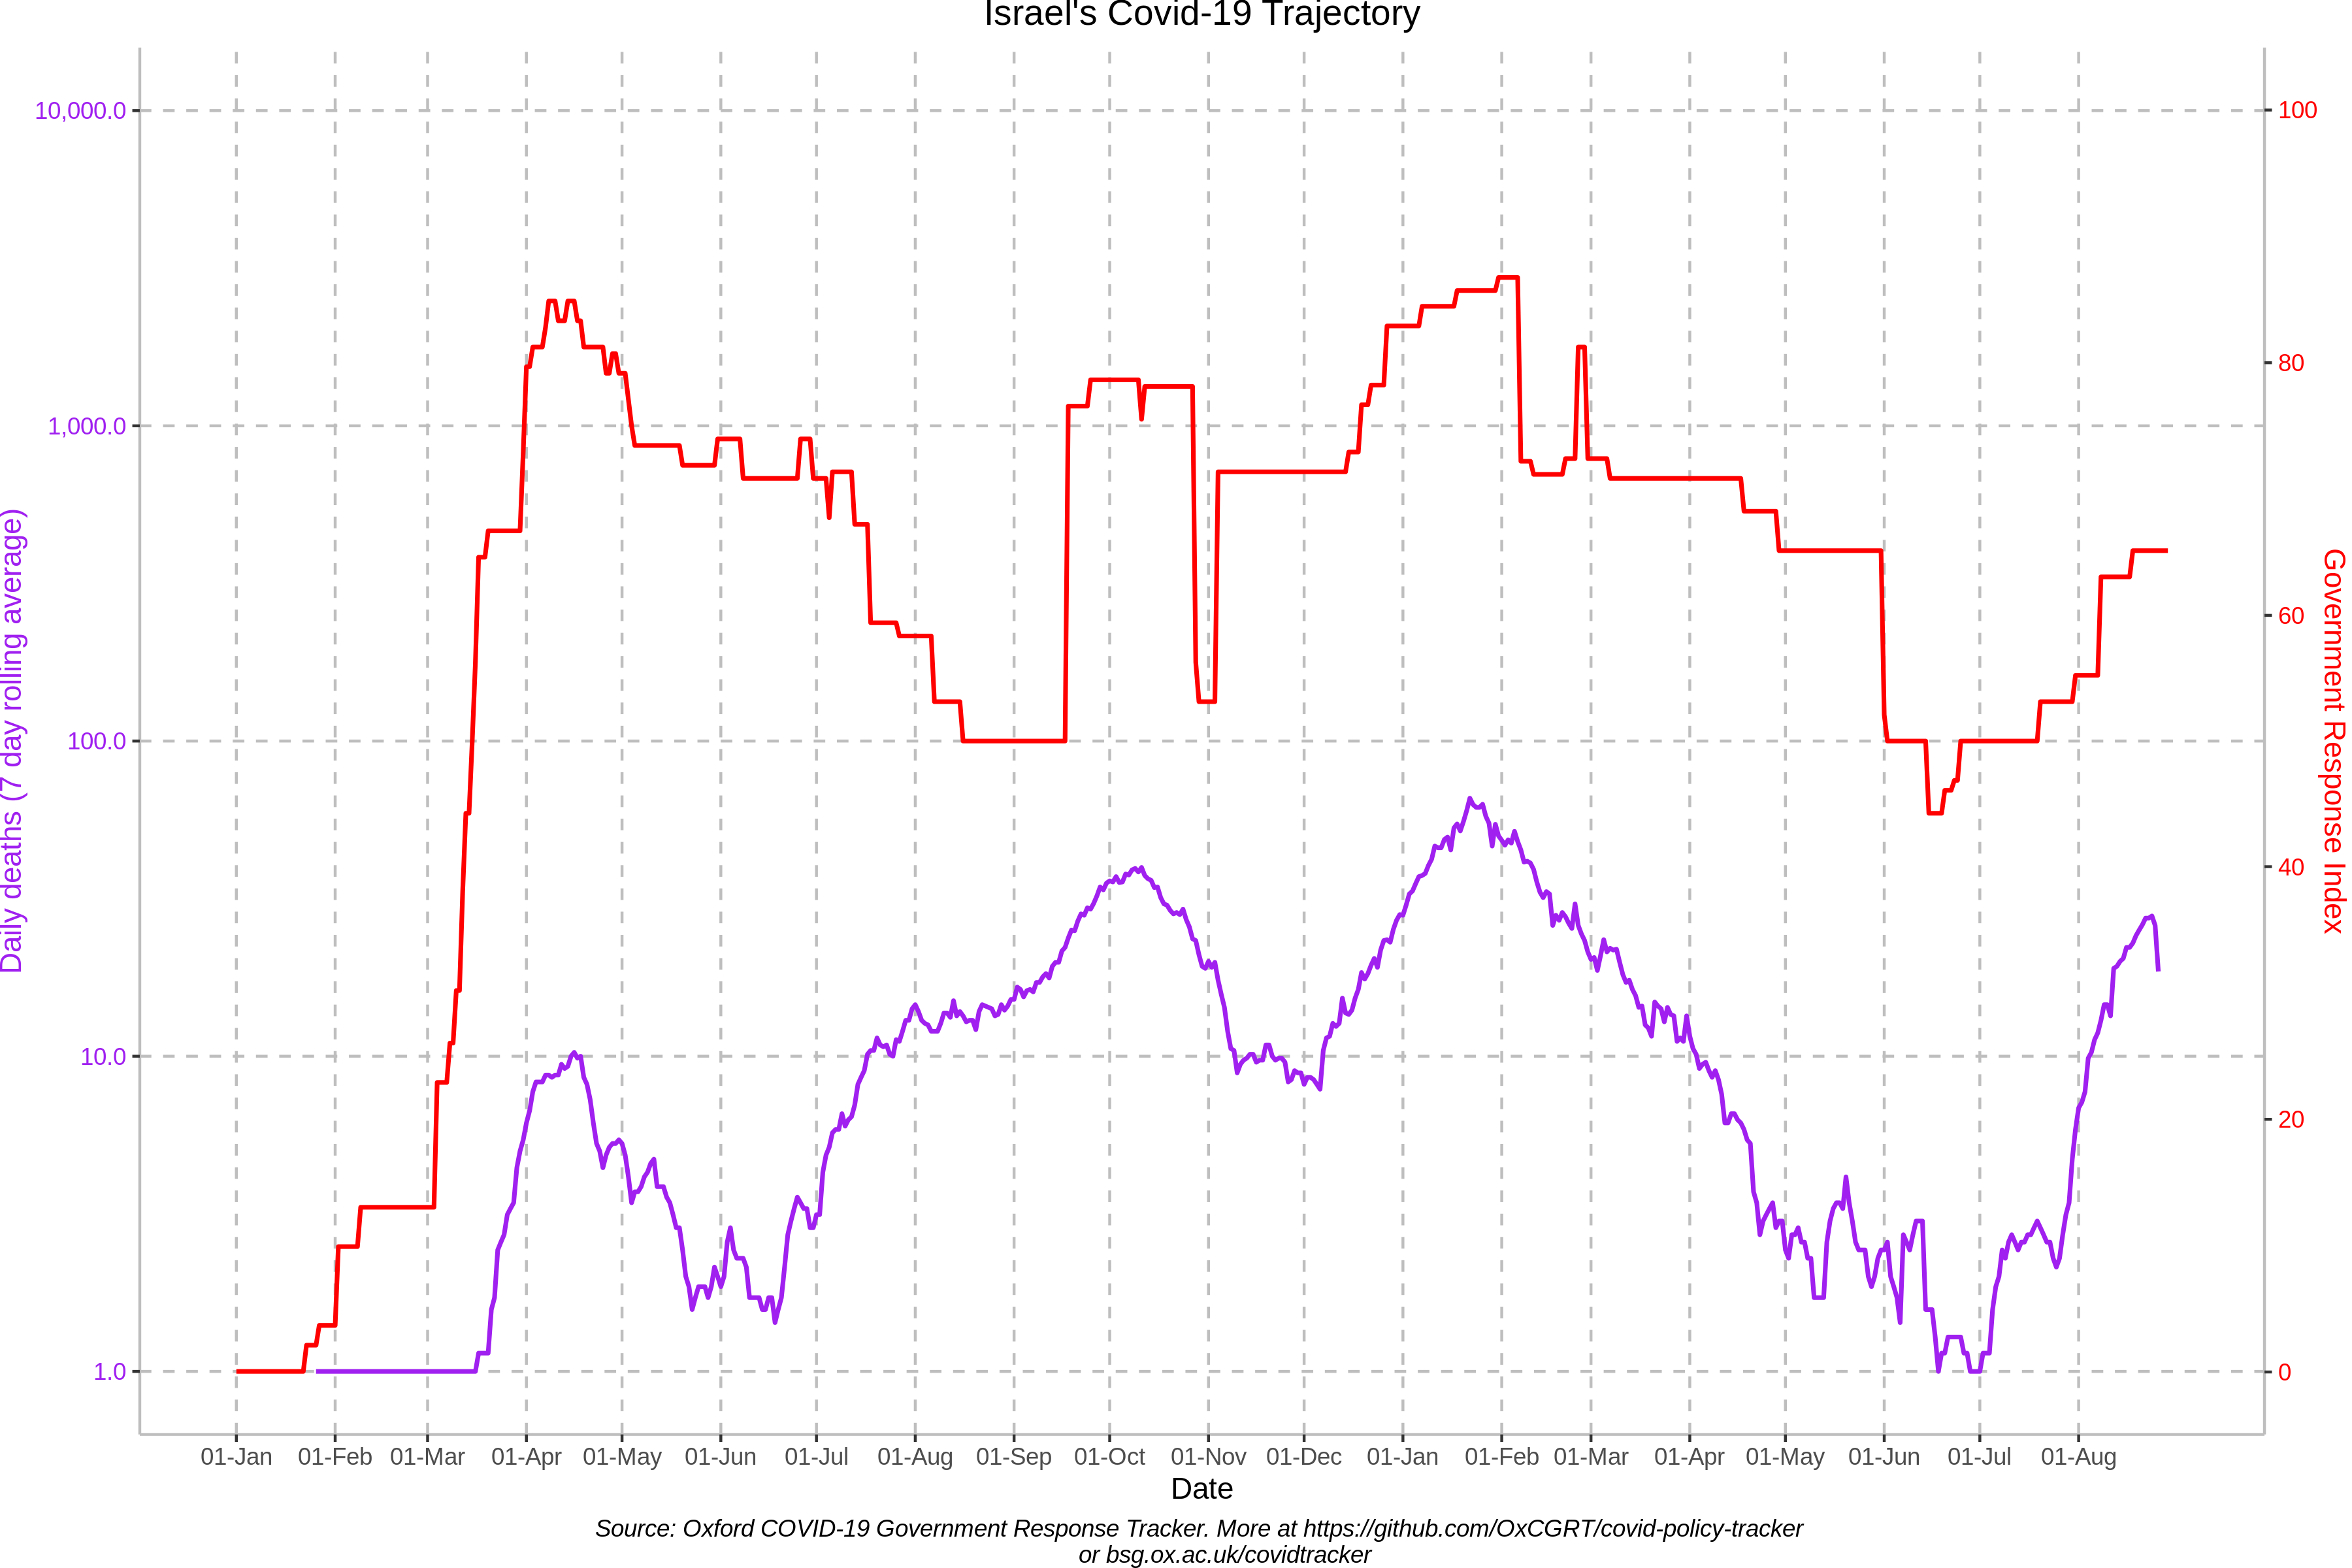 Israel's Covid-19 Trajectory
10,000.0
1,000.0
100.0
10.0
1.0
Daily deaths (7 day rolling average)
100
80
60
40
20
0
Government Response Index
01-Jan 01-Feb 01-Mar 01-Apr 01-May 01-Jun 01-Jul 01-Aug 01-Sep 01-Oct 01-Nov 01-Dec 01-Jan 01-Feb 01-Mar 01-Apr 01-May 01-Jun 01-Jul 01-Aug
Date
Source: Oxford COVID-19 Government Response Tracker. More at https://github.com/OxCGRT/covid-policy-tracker
or bsg.ox.ac.uk/covidtracker